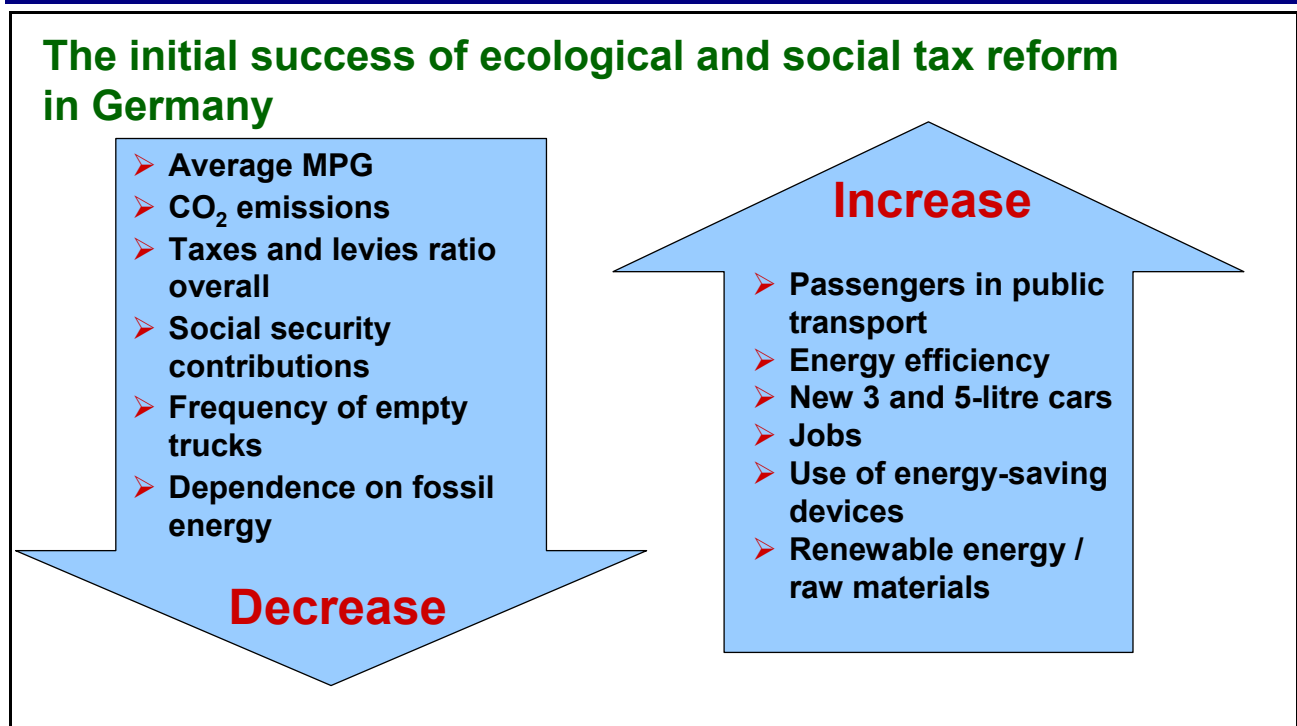 The initial success of ecological and social tax reform
in Germany
➢ Average MPG
➢ CO₂ emissions
➢ Taxes and levies ratio
overall
➢ Social security
contributions
➢ Frequency of empty
trucks
➢ Dependence on fossil
energy
Decrease
Increase
➢ Passengers in public
transport
➢ Energy efficiency
➢ New 3 and 5-litre cars
➢ Jobs
➢ Use of energy-saving
devices
➢ Renewable energy /
raw materials